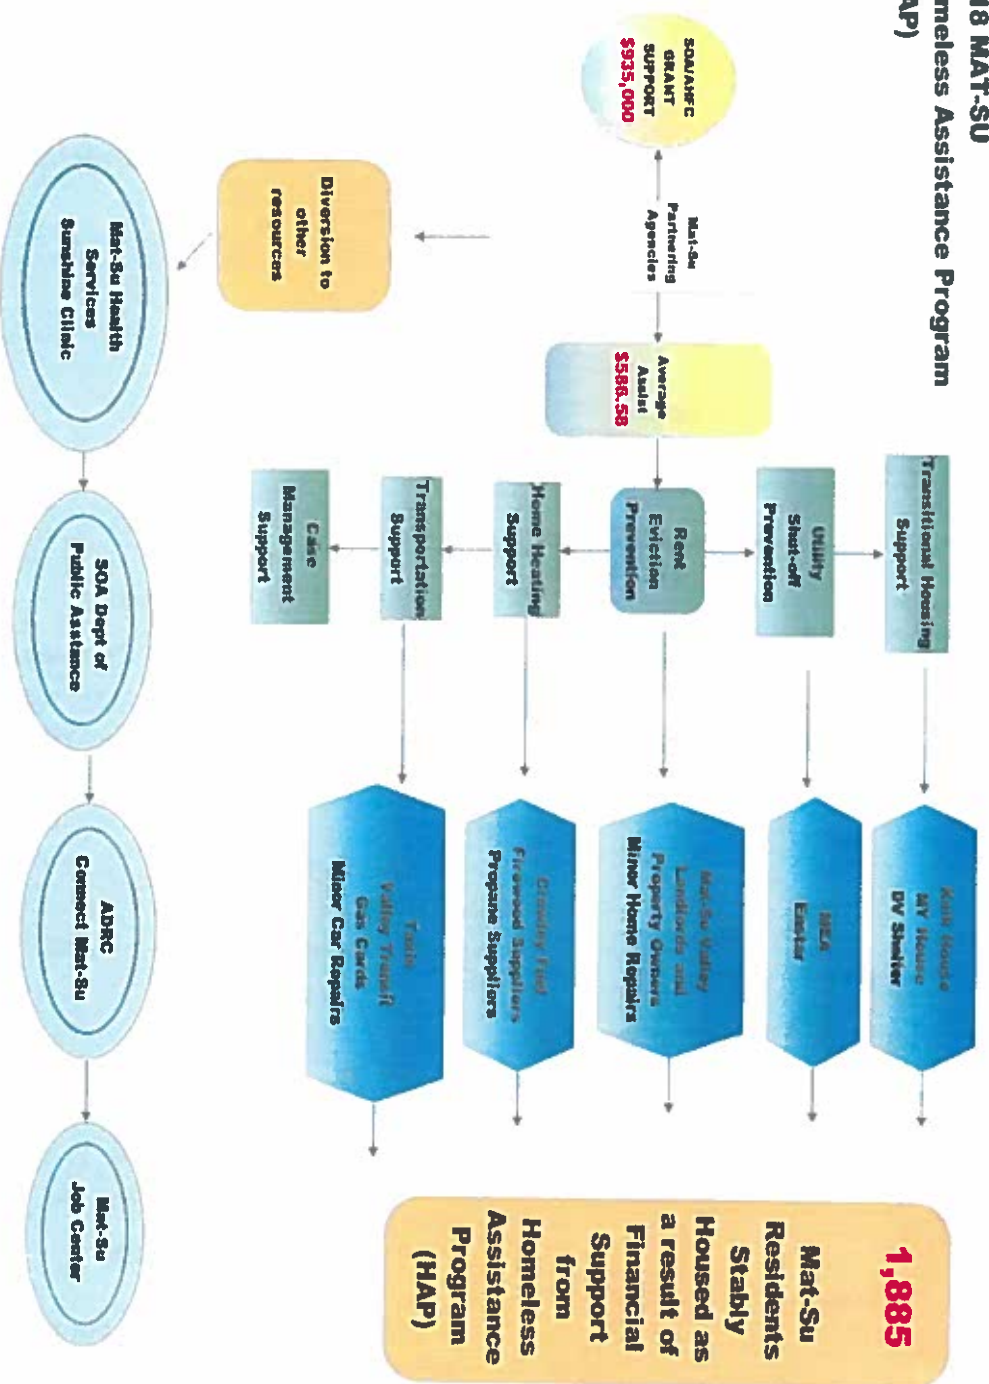 18 MAT-SU
meless Assistance Program
AP)
SOA/AHFC
GRANT
SUPPORT
$935,000
Mat-Su
Partnering
Agencies
Average
Assist
Transitional Housing
Support
Utility
Shut-off
Prevention
Rent
Eviction
Prevention
Home Heating
Support
Transportation
Support
Case
Management
Support
MY House
DV Shelter
MEA
Enstar
Mat-Su Valley
Landlords and
Property Owners
Minor Home Repairs
Crowley Fuel
Firewood Suppliers
Propane Suppliers
Taxis
Valley Transit
Gas Cards
Minor Car Repairs
1,885
Mat-Su
Residents
Stably
Housed as
a result of
Financial
Support
from
Homeless
Assistance
Program
(HAP)
Diversion to
other
resources
Mat-Su Health
Services
Sunshine Clinic
SOA Dept of
Public Asstance
ADRC
Connect Mat-Su
Mat-Su
Job Center